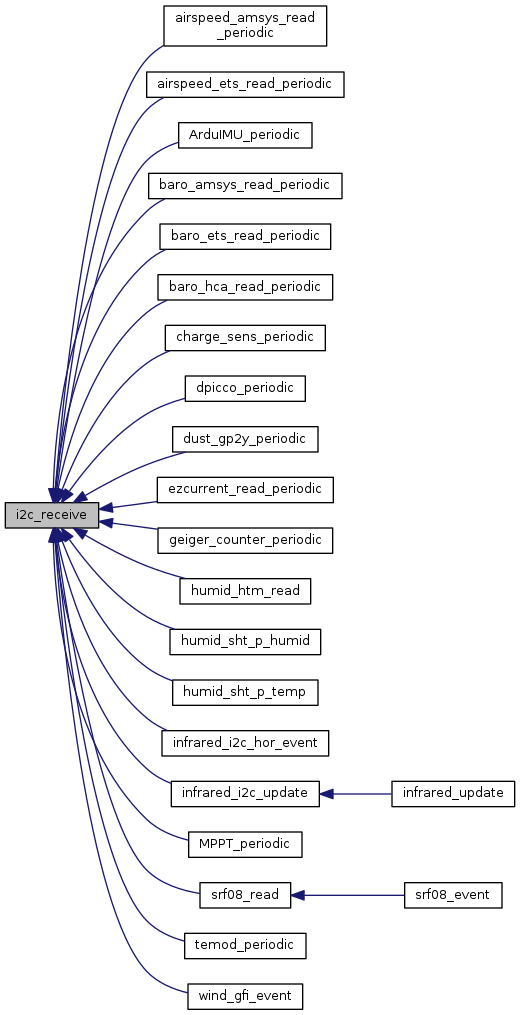 airspeed_amsys_read
_periodic
airspeed_ets_read_periodic
ArduIMU_periodic
baro_amsys_read_periodic
baro_ets_read_periodic
baro_hca_read_periodic
charge_sens_periodic
dpicco_periodic
dust_gp2y_periodic
ezcurrent_read_periodic
i2c_receive
geiger_counter_periodic
humid_htm_read
humid_sht_p_humid
humid_sht_p_temp
infrared_i2c_hor_event
infrared_i2c_update
infrared_update
MPPT_periodic
srf08_read
srf08_event
temod_periodic
wind_gfi_event